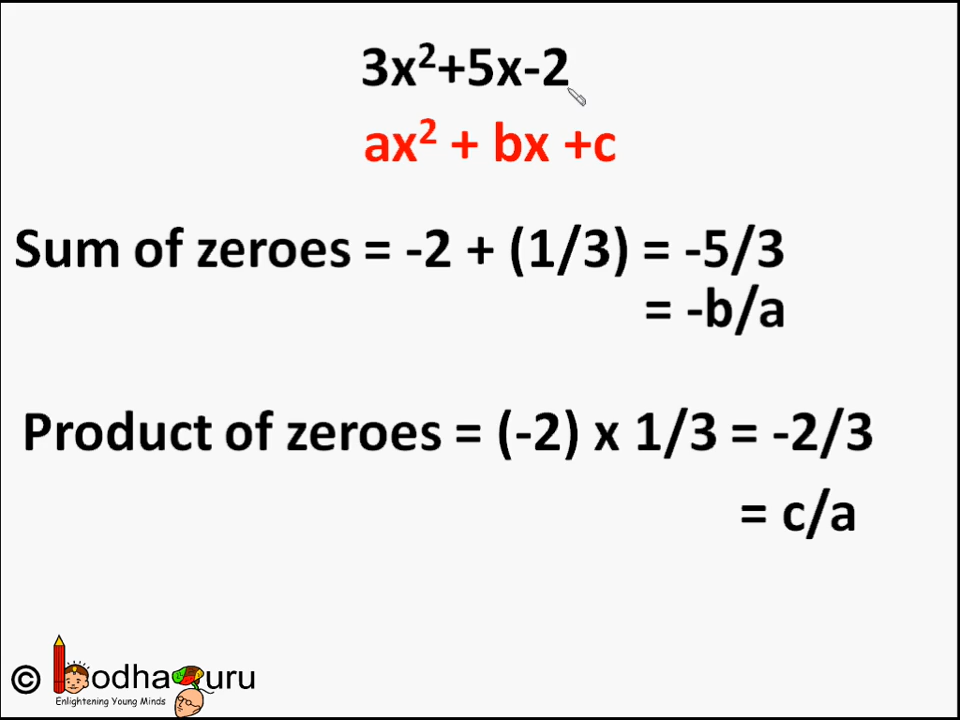 3x²+5x-2
ax² + bx +c
Sum of zeroes = -2 + (1/3) = -5/3
= -b/a
Product of zeroes = (-2) x 1/3 = -2/3
= c/a
© bodhaguru
Enlightening Young Minds